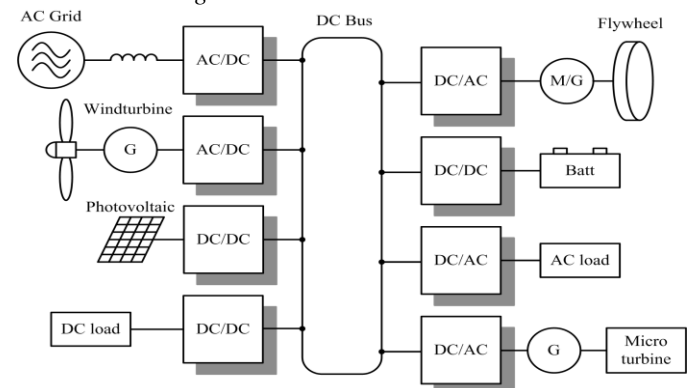 AC Grid
DC Bus
Flywheel
AC/DC
DC/AC
M/G
Windturbine
G
AC/DC
DC/DC
Batt
Photovoltaic
DC/DC
DC/AC
AC load
DC load
DC/DC
DC/AC
G
Micro
turbine